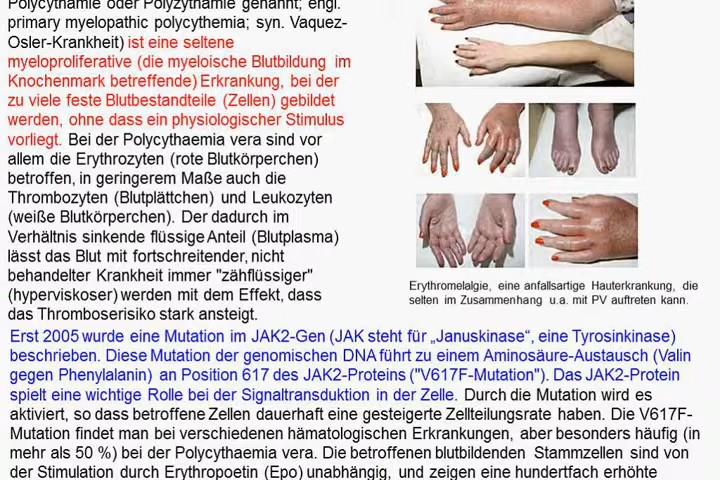 Polycythämie oder Polyzythämie genannt; engl.
primary myelopathic polycythemia; syn. Vaquez-
Osler-Krankheit) ist eine seltene
myeloproliferative (die myeloische Blutbildung im
Knochenmark betreffende) Erkrankung, bei der
zu viele feste Blutbestandteile (Zellen) gebildet
werden, ohne dass ein physiologischer Stimulus
vorliegt. Bei der Polycythaemia vera sind vor
allem die Erythrozyten (rote Blutkörperchen)
betroffen, in geringerem Maße auch die
Thrombozyten (Blutplättchen) und Leukozyten
(weiße Blutkörperchen). Der dadurch im
Verhältnis sinkende flüssige Anteil (Blutplasma)
lässt das Blut mit fortschreitender, nicht
behandelter Krankheit immer "zähflüssiger"
(hyperviskoser) werden mit dem Effekt, dass
das Thromboserisiko stark ansteigt.
Erythromelalgie, eine anfallsartige Hauterkrankung, die
selten im Zusammenhang u.a. mit PV auftreten kann.
Erst 2005 wurde eine Mutation im JAK2-Gen (JAK steht für „Januskinase“, eine Tyrosinkinase)
beschrieben. Diese Mutation der genomischen DNA führt zu einem Aminosäure-Austausch (Valin
gegen Phenylalanin) an Position 617 des JAK2-Proteins ("V617F-Mutation"). Das JAK2-Protein
spielt eine wichtige Rolle bei der Signaltransduktion in der Zelle. Durch die Mutation wird es
aktiviert, so dass betroffene Zellen dauerhaft eine gesteigerte Zellteilungsrate haben. Die V617F-
Mutation findet man bei verschiedenen hämatologischen Erkrankungen, aber besonders häufig (in
mehr als 50 %) bei der Polycythaemia vera. Die betroffenen blutbildenden Stammzellen sind von
der Stimulation durch Erythropoetin (Epo) unabhängig, und zeigen eine hundertfach erhöhte